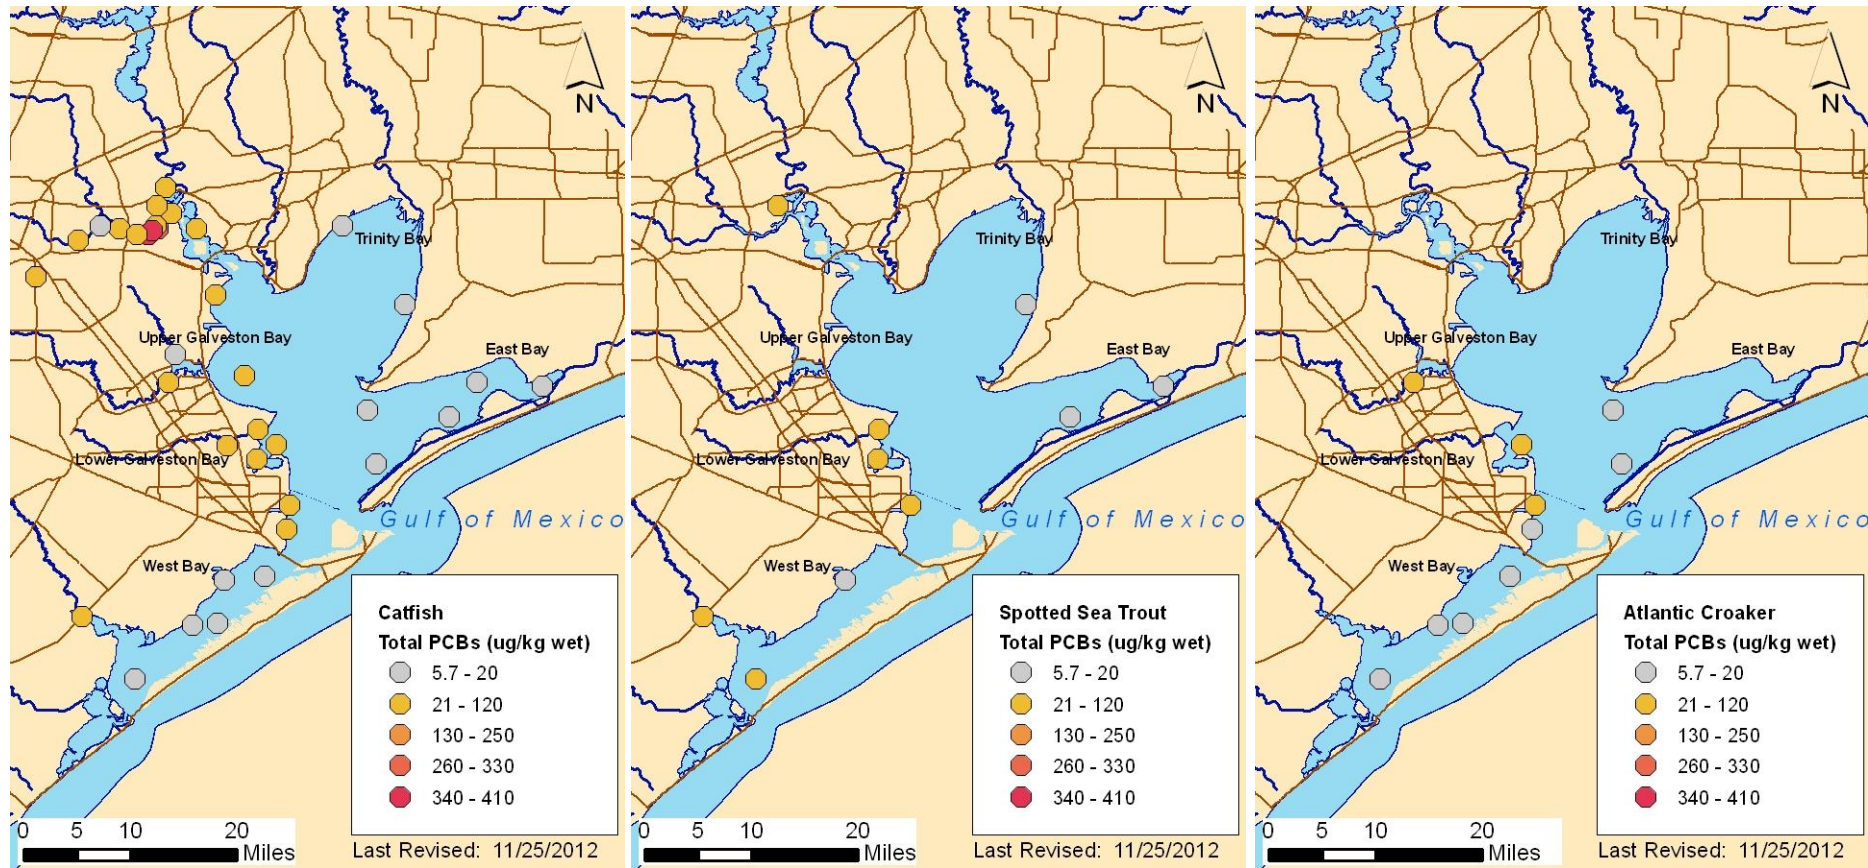 N
Trinity Bay
Upper Galveston Bay
East Bay
Lower Galveston Bay
Gulf of Mexico
West Bay
Catfish
Total PCBs (ug/kg wet)
5.7 - 20
21 - 120
130 - 250
260 - 330
340 - 410
0 5 10 20
Miles
Last Revised: 11/25/2012
N
Trinity Bay
Upper Galveston Bay
East Bay
Lower Galveston Bay
Gulf of Mexico
West Bay
Spotted Sea Trout
Total PCBs (ug/kg wet)
5.7 - 20
21 - 120
130 - 250
260 - 330
340 - 410
0 5 10 20
Miles
Last Revised: 11/25/2012
N
Trinity Bay
Upper Galveston Bay
East Bay
Lower Galveston Bay
Gulf of Mexico
West Bay
Atlantic Croaker
Total PCBs (ug/kg wet)
5.7 - 20
21 - 120
130 - 250
260 - 330
340 - 410
0 5 10 20
Miles
Last Revised: 11/25/2012